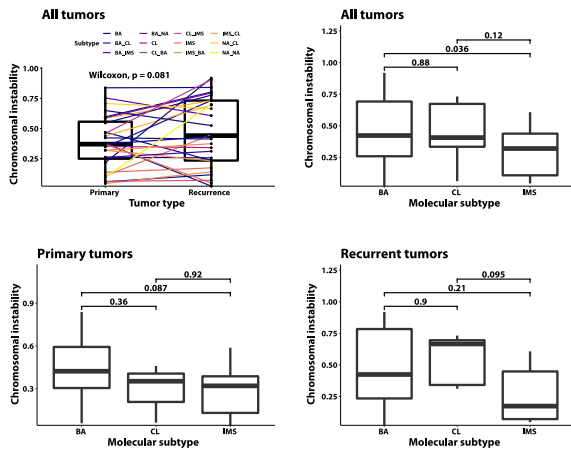 All tumors
Subtype
BA
BA_CL
BA_IMS
BA_NA
CL
CL_BA
CL_IMS
IMS
IMS_BA
IMS_CL
NA_CL
NA_NA
Chromosomal instability
1.00
0.75
0.50
0.25
Wilcoxon, p = 0.081
Primary
Recurrence
Tumor type
All tumors
Chromosomal instability
1.25
1.00
0.75
0.50
0.25
0.12
0.036
0.88
BA
CL
IMS
Molecular subtype
Primary tumors
Chromosomal instability
0.9
0.6
0.3
0.92
0.087
0.36
BA
CL
IMS
Molecular subtype
Recurrent tumors
Chromosomal instability
1.25
1.00
0.75
0.50
0.25
0.095
0.21
0.9
BA
CL
IMS
Molecular subtype